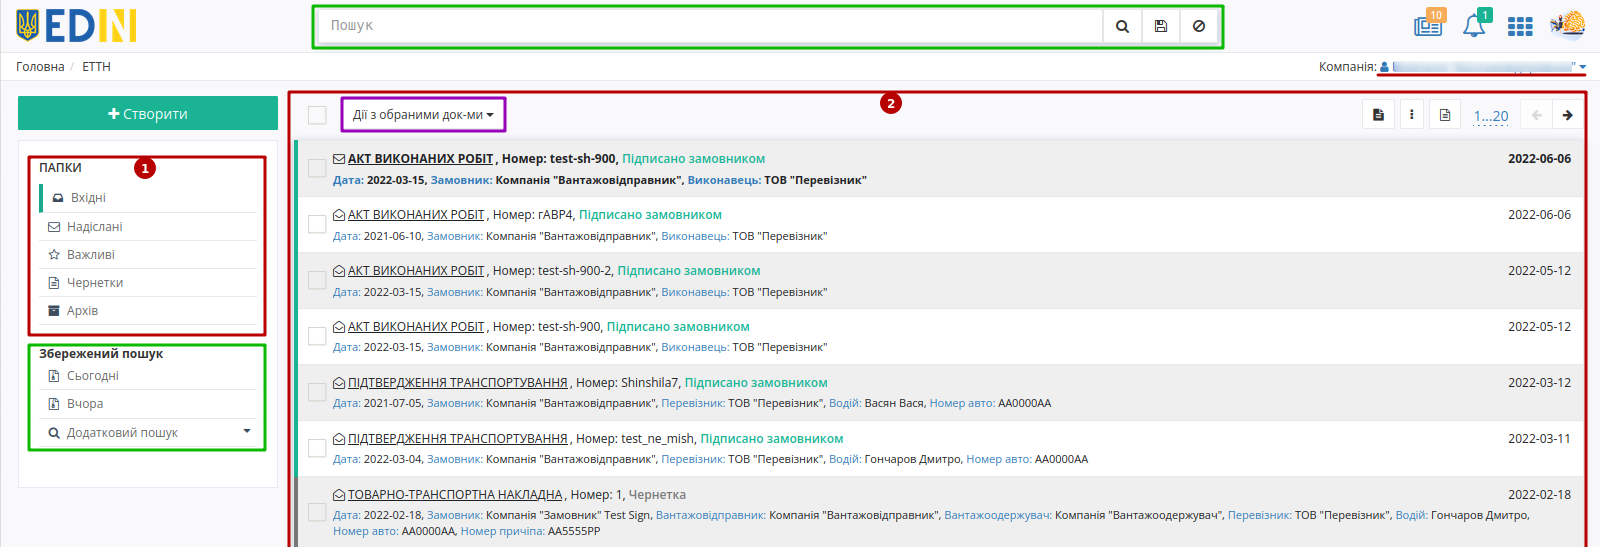 EDIN
Пошук
10
1
Головна / ЕТТН
Компанія:
Створити
ПАПКИ
1
Вхідні
Надіслані
Важливі
Чернетки
Архів
Збережений пошук
Сьогодні
Вчора
Додатковий пошук
2
Дії з обраними док-ми
1...20
АКТ ВИКОНАНИХ РОБІТ , Номер: test-sh-900, Підписано замовником 2022-06-06
Дата: 2022-03-15, Замовник: Компанія "Вантажовідправник", Виконавець: ТОВ "Перевізник"
АКТ ВИКОНАНИХ РОБІТ , Номер: гАВР4, Підписано замовником 2022-06-06
Дата: 2021-06-10, Замовник: Компанія "Вантажовідправник", Виконавець: ТОВ "Перевізник"
АКТ ВИКОНАНИХ РОБІТ , Номер: test-sh-900-2, Підписано замовником 2022-05-12
Дата: 2022-03-15, Замовник: Компанія "Вантажовідправник", Виконавець: ТОВ "Перевізник"
АКТ ВИКОНАНИХ РОБІТ , Номер: test-sh-900, Підписано замовником 2022-05-12
Дата: 2022-03-15, Замовник: Компанія "Вантажовідправник", Виконавець: ТОВ "Перевізник"
ПІДТВЕРДЖЕННЯ ТРАНСПОРТУВАННЯ , Номер: Shinshila7, Підписано замовником 2022-03-12
Дата: 2021-07-05, Замовник: Компанія "Вантажовідправник", Перевізник: ТОВ "Перевізник", Водій: Васян Вася, Номер авто: АА0000АА
ПІДТВЕРДЖЕННЯ ТРАНСПОРТУВАННЯ , Номер: test_ne_mish, Підписано замовником 2022-03-11
Дата: 2022-03-04, Замовник: Компанія "Вантажовідправник", Перевізник: ТОВ "Перевізник", Водій: Гончаров Дмитро, Номер авто: АА0000АА
ТОВАРНО-ТРАНСПОРТНА НАКЛАДНА , Номер: 1, Чернетка 2022-02-18
Дата: 2022-02-18, Замовник: Компанія "Замовник" Test Sign, Вантажовідправник: Компанія "Вантажовідправник", Вантажоодержувач: Компанія "Вантажоодержувач", Перевізник: ТОВ "Перевізник", Водій: Гончаров Дмитро,
Номер авто: АА0000АА, Номер причіпа: АА5555РР